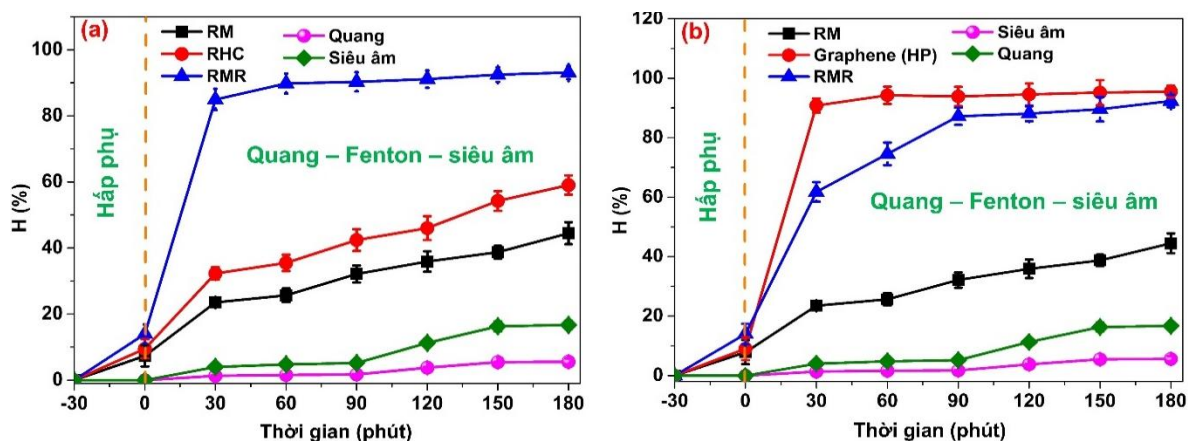 (a)
RM
RHC
RMR
Quang
Siêu âm
Hấp phụ
Quang – Fenton – siêu âm
H (%)
100
80
60
40
20
0
-30 0 30 60 90 120 150 180
Thời gian (phút)
(b)
RM
Graphene (HP)
RMR
Siêu âm
Quang
Hấp phụ
Quang – Fenton – siêu âm
H (%)
120
100
80
60
40
20
0
-30 0 30 60 90 120 150 180
Thời gian (phút)